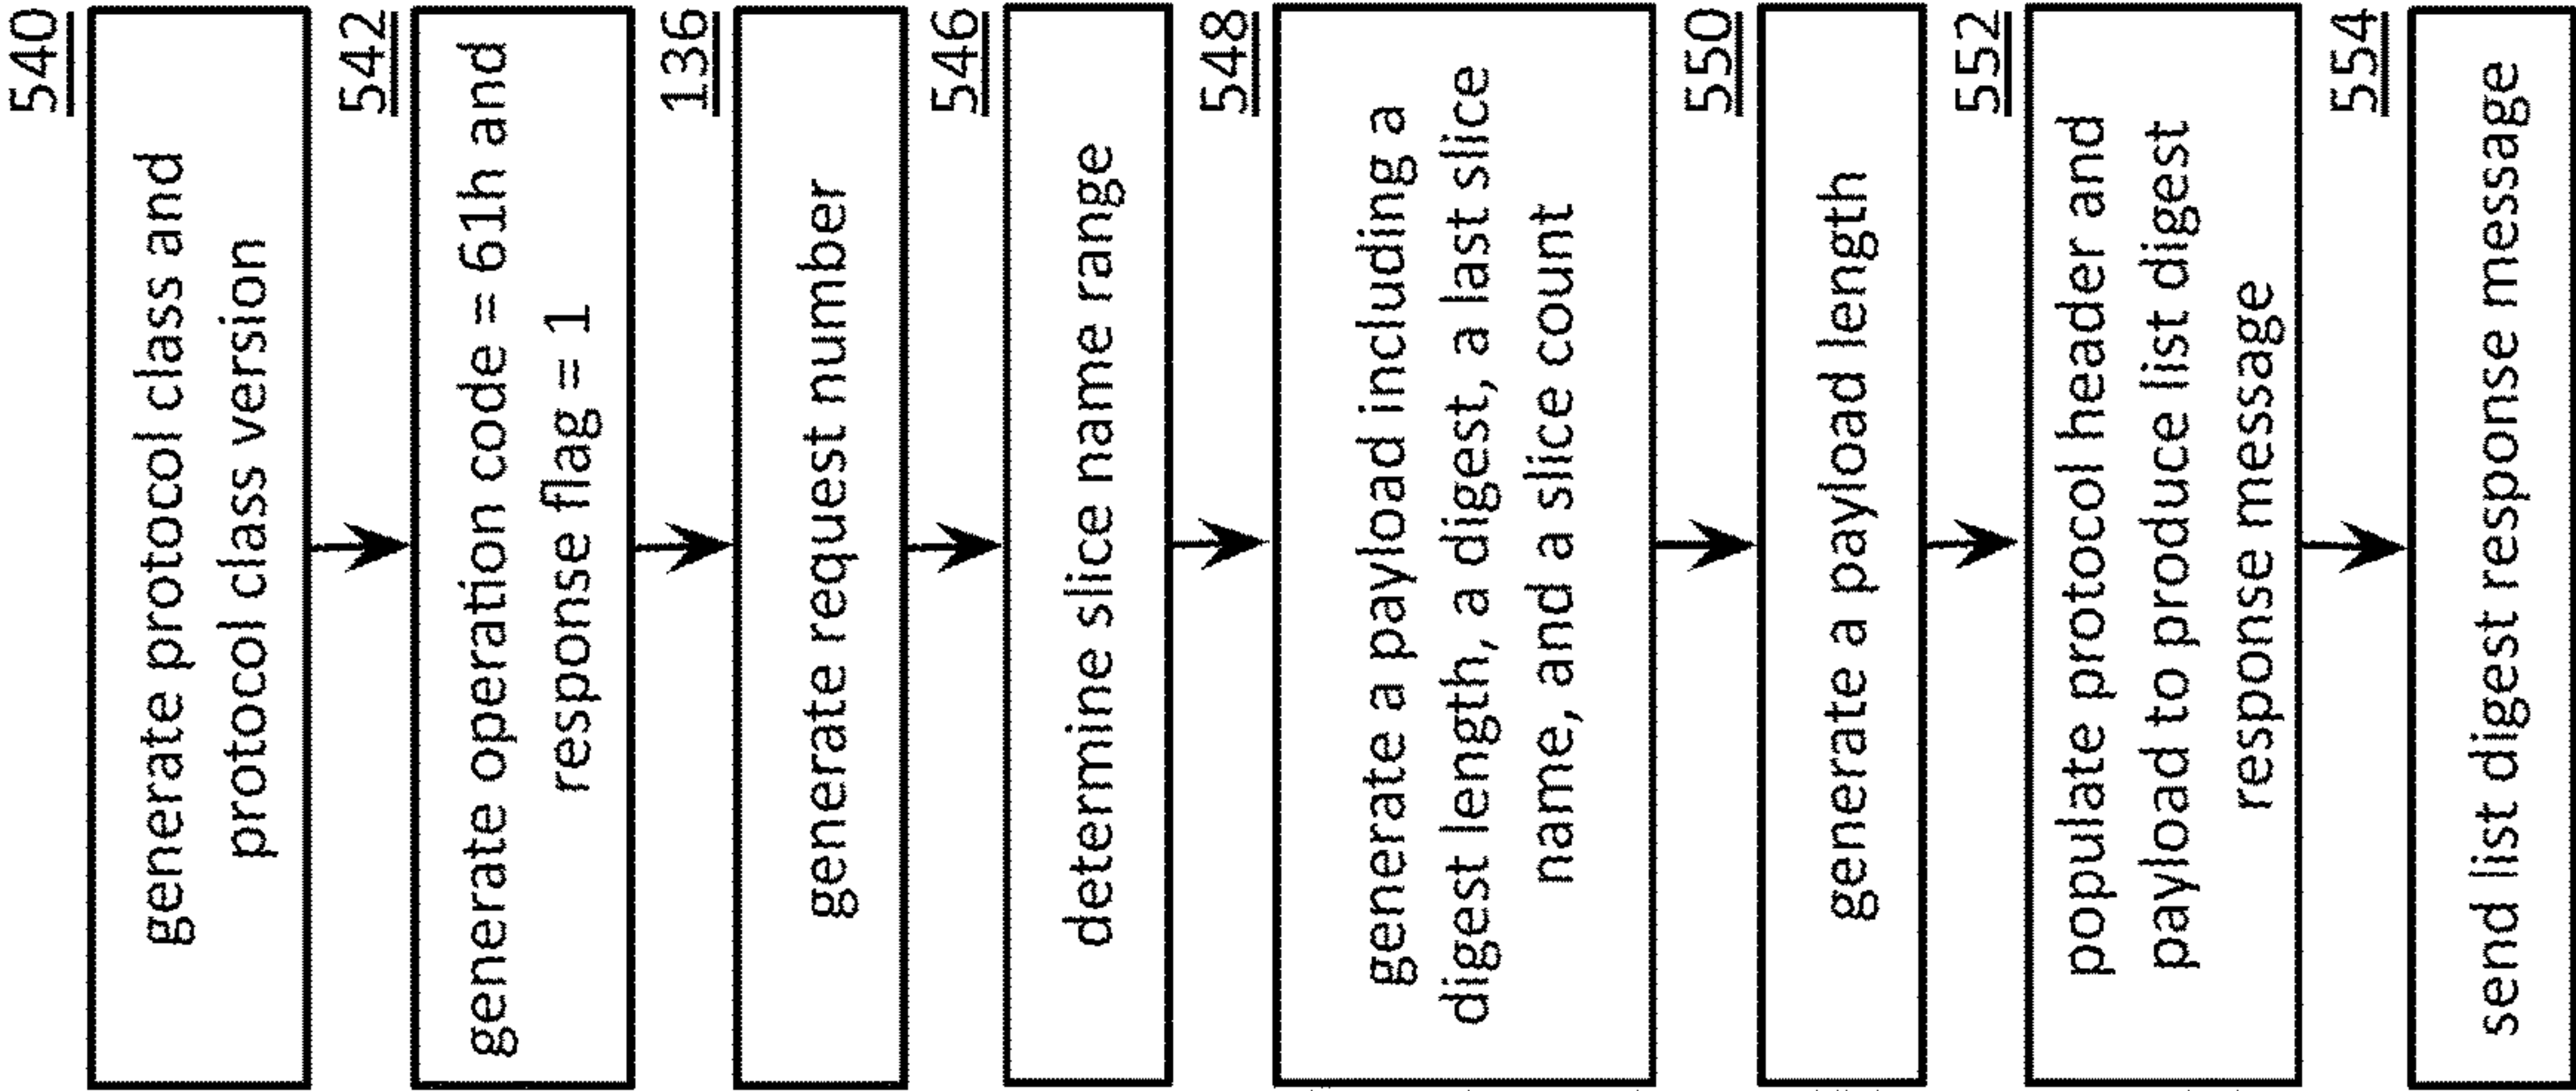 540
generate protocol class and
protocol class version
542
generate operation code = 61h and
response flag = 1
136
generate request number
546
determine slice name range
548
generate a payload including a
digest length, a digest, a last slice
name, and a slice count
550
generate a payload length
552
populate protocol header and
payload to produce list digest
response message
554
send list digest response message